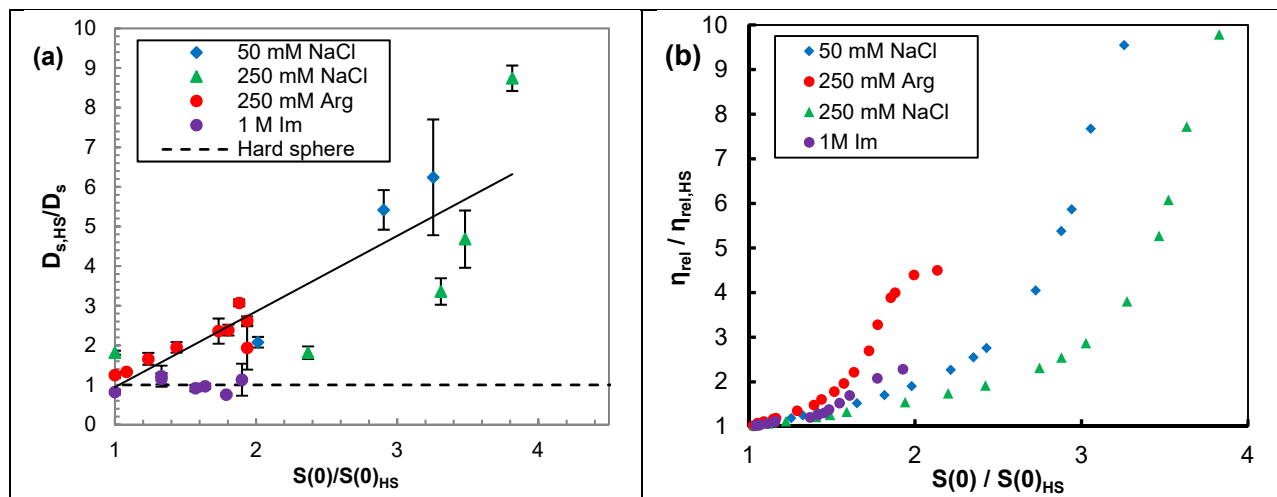 (a)
50 mM NaCl
250 mM NaCl
250 mM Arg
1 M Im
Hard sphere
10
9
8
7
6
5
4
3
2
1
0
D_s,HS/D_s
1
2
3
4
S(0)/S(0)_HS
(b)
50 mM NaCl
250 mM Arg
250 mM NaCl
1M Im
10
9
8
7
6
5
4
3
2
1
η_rel / η_rel,HS
1
2
3
4
S(0) / S(0)_HS